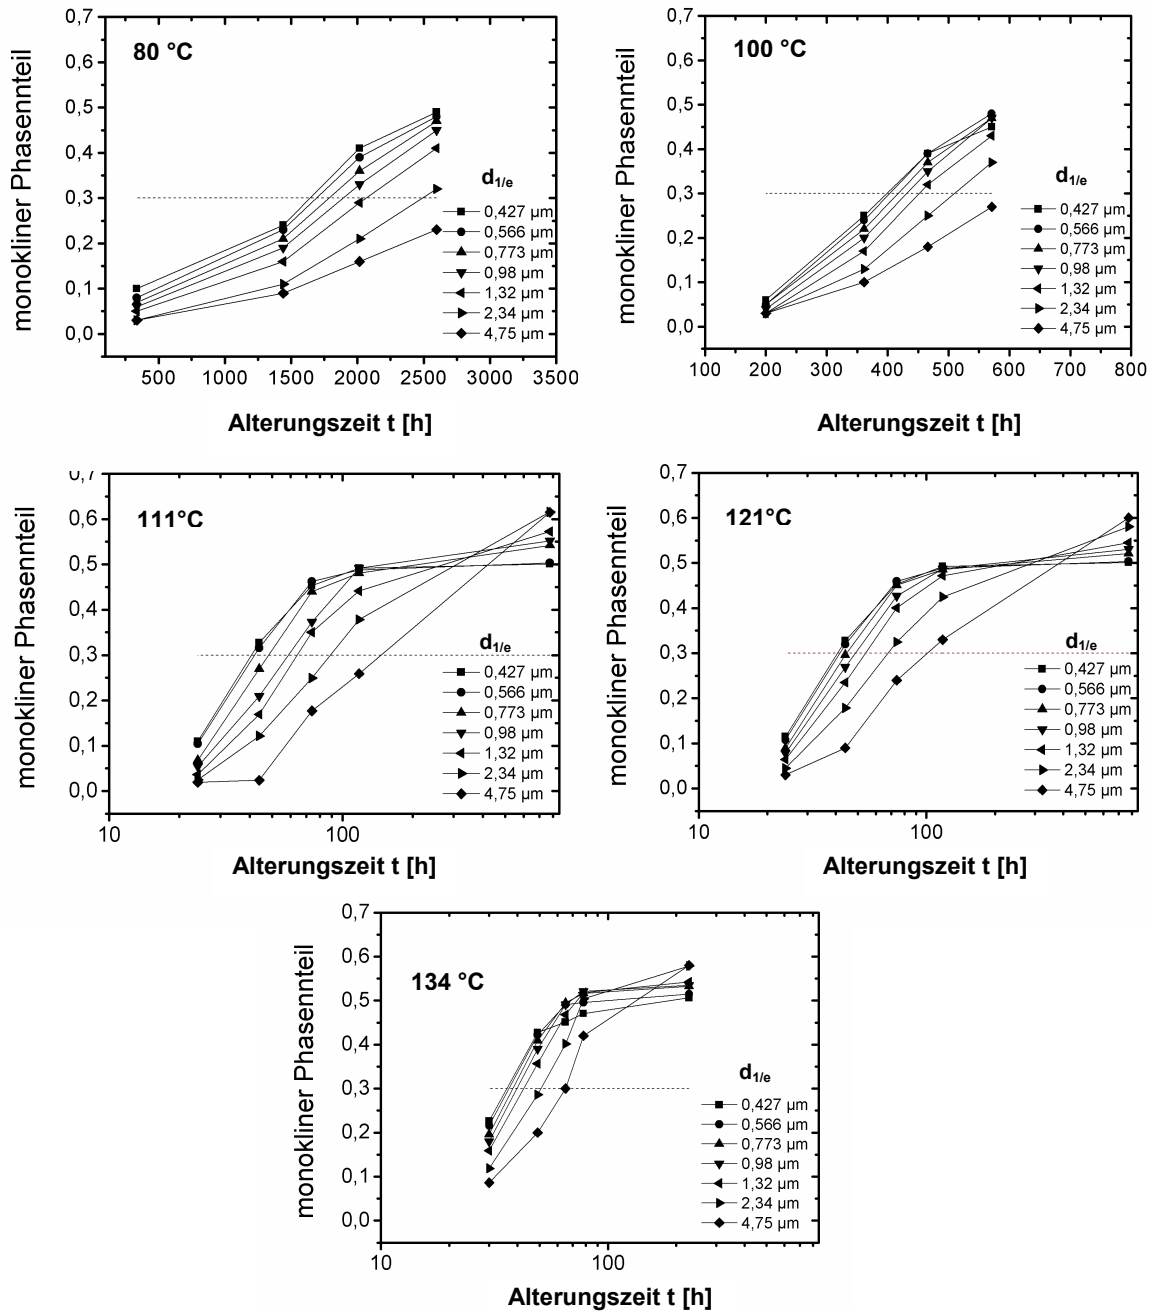 0,7
0,6
0,5
0,4
0,3
0,2
0,1
0,0
monokliner Phasennteil
80 °C
d1/e
0,427 µm
0,566 µm
0,773 µm
0,98 µm
1,32 µm
2,34 µm
4,75 µm
500 1000 1500 2000 2500 3000 3500
Alterungszeit t [h]
0,7
0,6
0,5
0,4
0,3
0,2
0,1
0,0
monokliner Phasennteil
100 °C
d1/e
0,427 µm
0,566 µm
0,773 µm
0,98 µm
1,32 µm
2,34 µm
4,75 µm
100 200 300 400 500 600 700 800
Alterungszeit t [h]
0,7
0,6
0,5
0,4
0,3
0,2
0,1
0,0
monokliner Phasennteil
111°C
d1/e
0,427 µm
0,566 µm
0,773 µm
0,98 µm
1,32 µm
2,34 µm
4,75 µm
10 100
Alterungszeit t [h]
0,7
0,6
0,5
0,4
0,3
0,2
0,1
0,0
monokliner Phasennteil
121°C
d1/e
0,427 µm
0,566 µm
0,773 µm
0,98 µm
1,32 µm
2,34 µm
4,75 µm
10 100
Alterungszeit t [h]
0,7
0,6
0,5
0,4
0,3
0,2
0,1
0,0
monokliner Phasennteil
134 °C
d1/e
0,427 µm
0,566 µm
0,773 µm
0,98 µm
1,32 µm
2,34 µm
4,75 µm
10 100
Alterungszeit t [h]